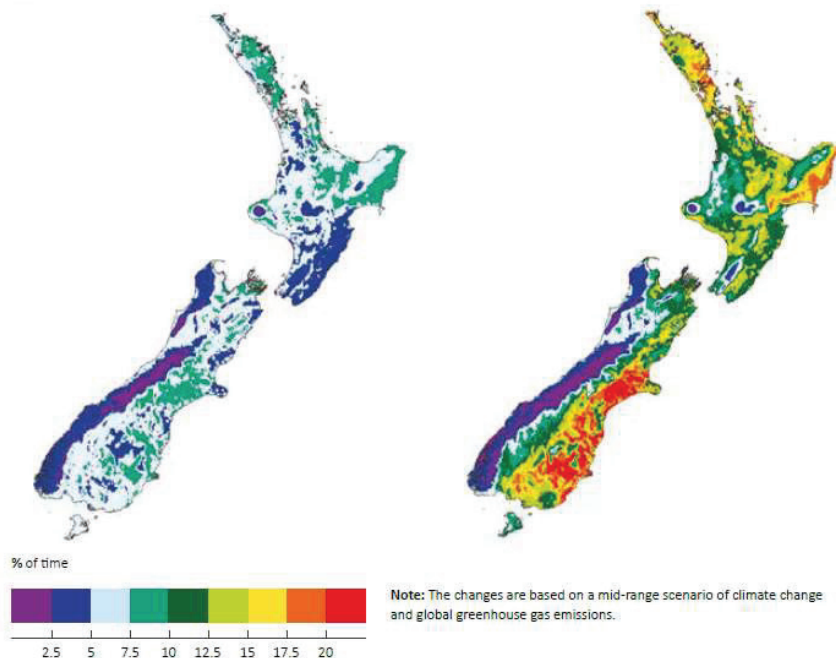 % of time
2.5 5 7.5 10 12.5 15 17.5 20
Note: The changes are based on a mid-range scenario of climate change
and global greenhouse gas emissions.